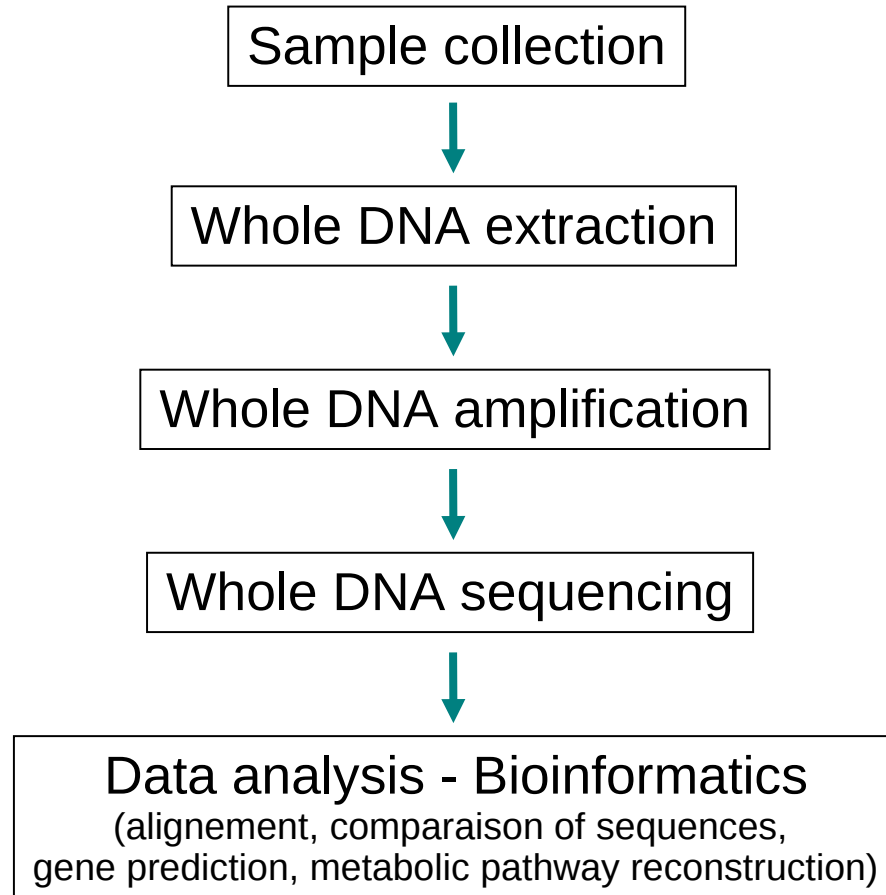 Sample collection
Whole DNA extraction
Whole DNA amplification
Whole DNA sequencing
Data analysis - Bioinformatics
(alignement, comparaison of sequences,
gene prediction, metabolic pathway reconstruction)